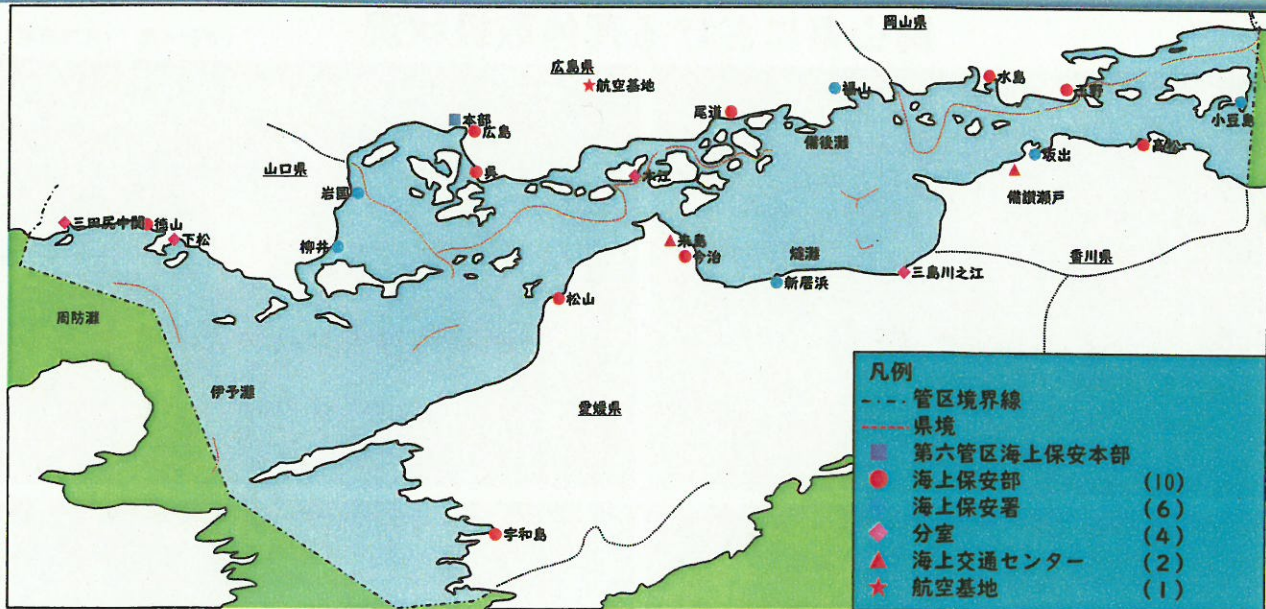 岡山県
広島県
航空基地
水島
玉野
福山
小豆島
尾道
本部
広島
備後灘
高松
坂出
山口県
呉
木江
備讃瀬戸
岩国
三田尻中関
徳山
下松
柳井
来島
今治
燧灘
香川県
三島川之江
新居浜
松山
周防灘
伊予灘
愛媛県
宇和島
凡例
管区境界線
県境
第六管区海上保安本部
海上保安部 (10)
海上保安署 (6)
分室 (4)
海上交通センター (2)
航空基地 (1)